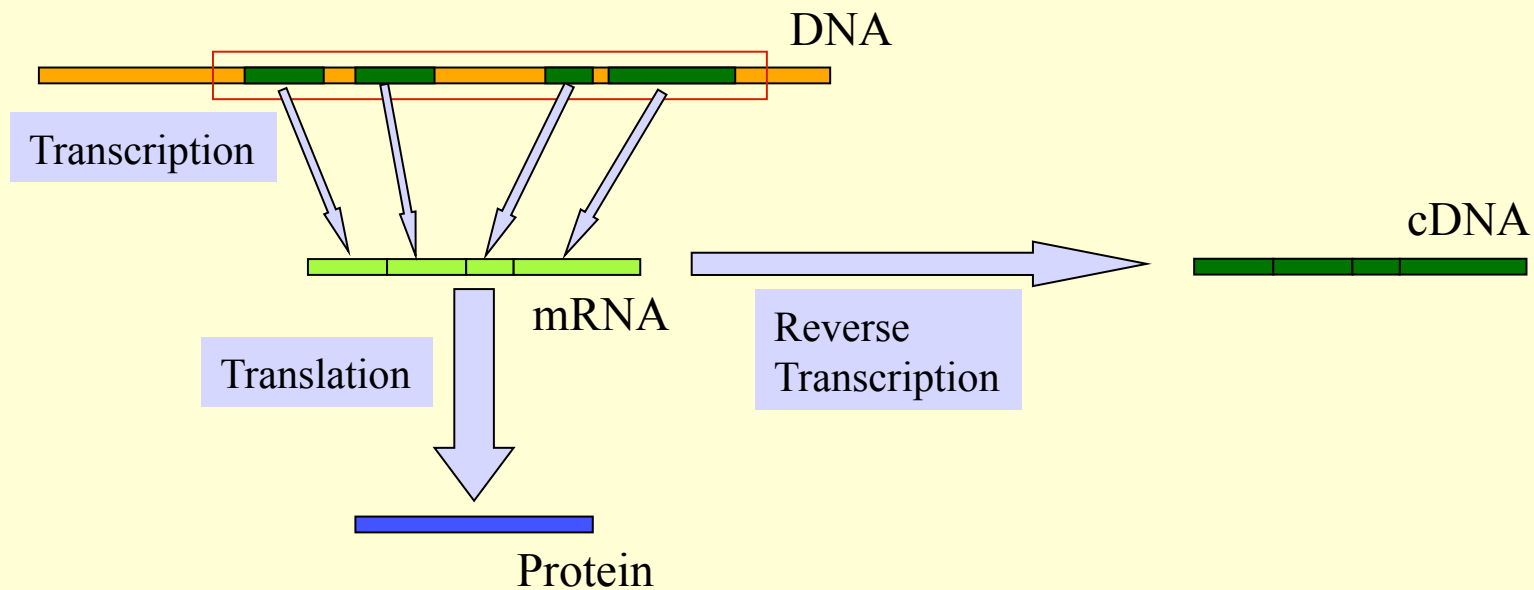 DNA
Transcription
cDNA
mRNA
Reverse
Transcription
Translation
Protein